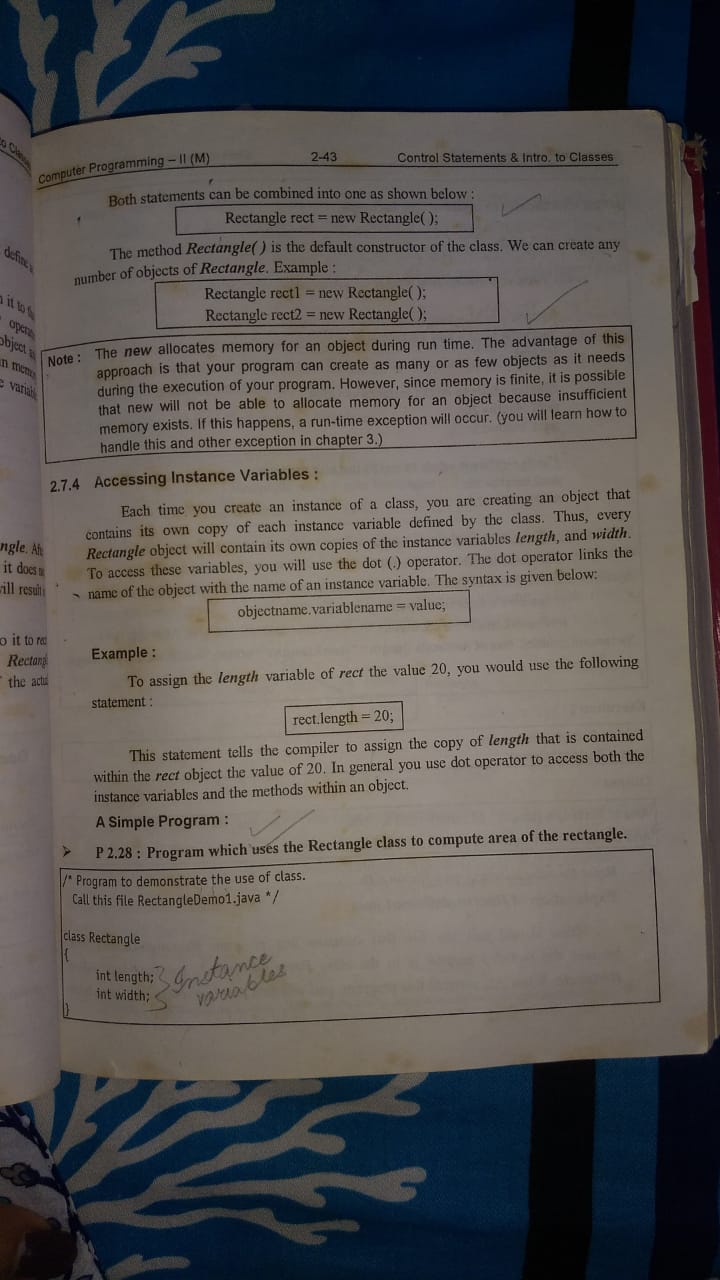 to Class
define a
n it to th
opera
object a
n memo
e variabl
ngle. Aft
it does n
will result
o it to rec
Rectangl
the actu
Computer Programming – II (M) 2-43 Control Statements & Intro. to Classes
Both statements can be combined into one as shown below :
Rectangle rect = new Rectangle( );
The method Rectangle( ) is the default constructor of the class. We can create any
number of objects of Rectangle. Example :
Rectangle rect1 = new Rectangle( );
Rectangle rect2 = new Rectangle( );
Note : The new allocates memory for an object during run time. The advantage of this
approach is that your program can create as many or as few objects as it needs
during the execution of your program. However, since memory is finite, it is possible
that new will not be able to allocate memory for an object because insufficient
memory exists. If this happens, a run-time exception will occur. (you will learn how to
handle this and other exception in chapter 3.)
2.7.4 Accessing Instance Variables :
Each time you create an instance of a class, you are creating an object that
contains its own copy of each instance variable defined by the class. Thus, every
Rectangle object will contain its own copies of the instance variables length, and width.
To access these variables, you will use the dot (.) operator. The dot operator links the
name of the object with the name of an instance variable. The syntax is given below:
objectname.variablename = value;
Example :
To assign the length variable of rect the value 20, you would use the following
statement :
rect.length = 20;
This statement tells the compiler to assign the copy of length that is contained
within the rect object the value of 20. In general you use dot operator to access both the
instance variables and the methods within an object.
A Simple Program :
➢ P 2.28 : Program which uses the Rectangle class to compute area of the rectangle.
/* Program to demonstrate the use of class.
Call this file RectangleDemo1.java */
class Rectangle
{
int length; } Instance
int width; } variables
}